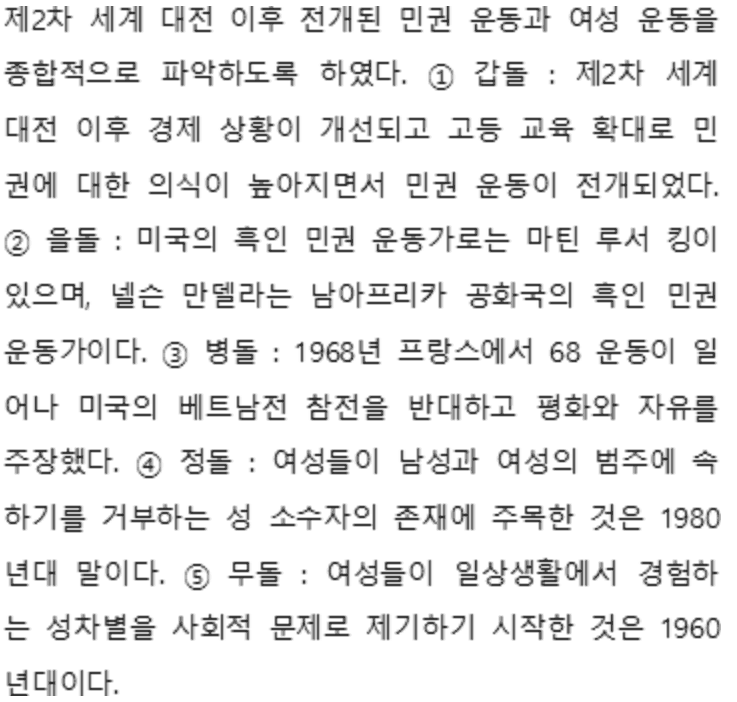 제2차 세계 대전 이후 전개된 민권 운동과 여성 운동을
종합적으로 파악하도록 하였다. ① 갑돌 : 제2차 세계
대전 이후 경제 상황이 개선되고 고등 교육 확대로 민
권에 대한 의식이 높아지면서 민권 운동이 전개되었다.
② 을돌 : 미국의 흑인 민권 운동가로는 마틴 루서 킹이
있으며, 넬슨 만델라는 남아프리카 공화국의 흑인 민권
운동가이다. ③ 병돌 : 1968년 프랑스에서 68 운동이 일
어나 미국의 베트남전 참전을 반대하고 평화와 자유를
주장했다. ④ 정돌 : 여성들이 남성과 여성의 범주에 속
하기를 거부하는 성 소수자의 존재에 주목한 것은 1980
년대 말이다. ⑤ 무돌 : 여성들이 일상생활에서 경험하
는 성차별을 사회적 문제로 제기하기 시작한 것은 1960
년대이다.